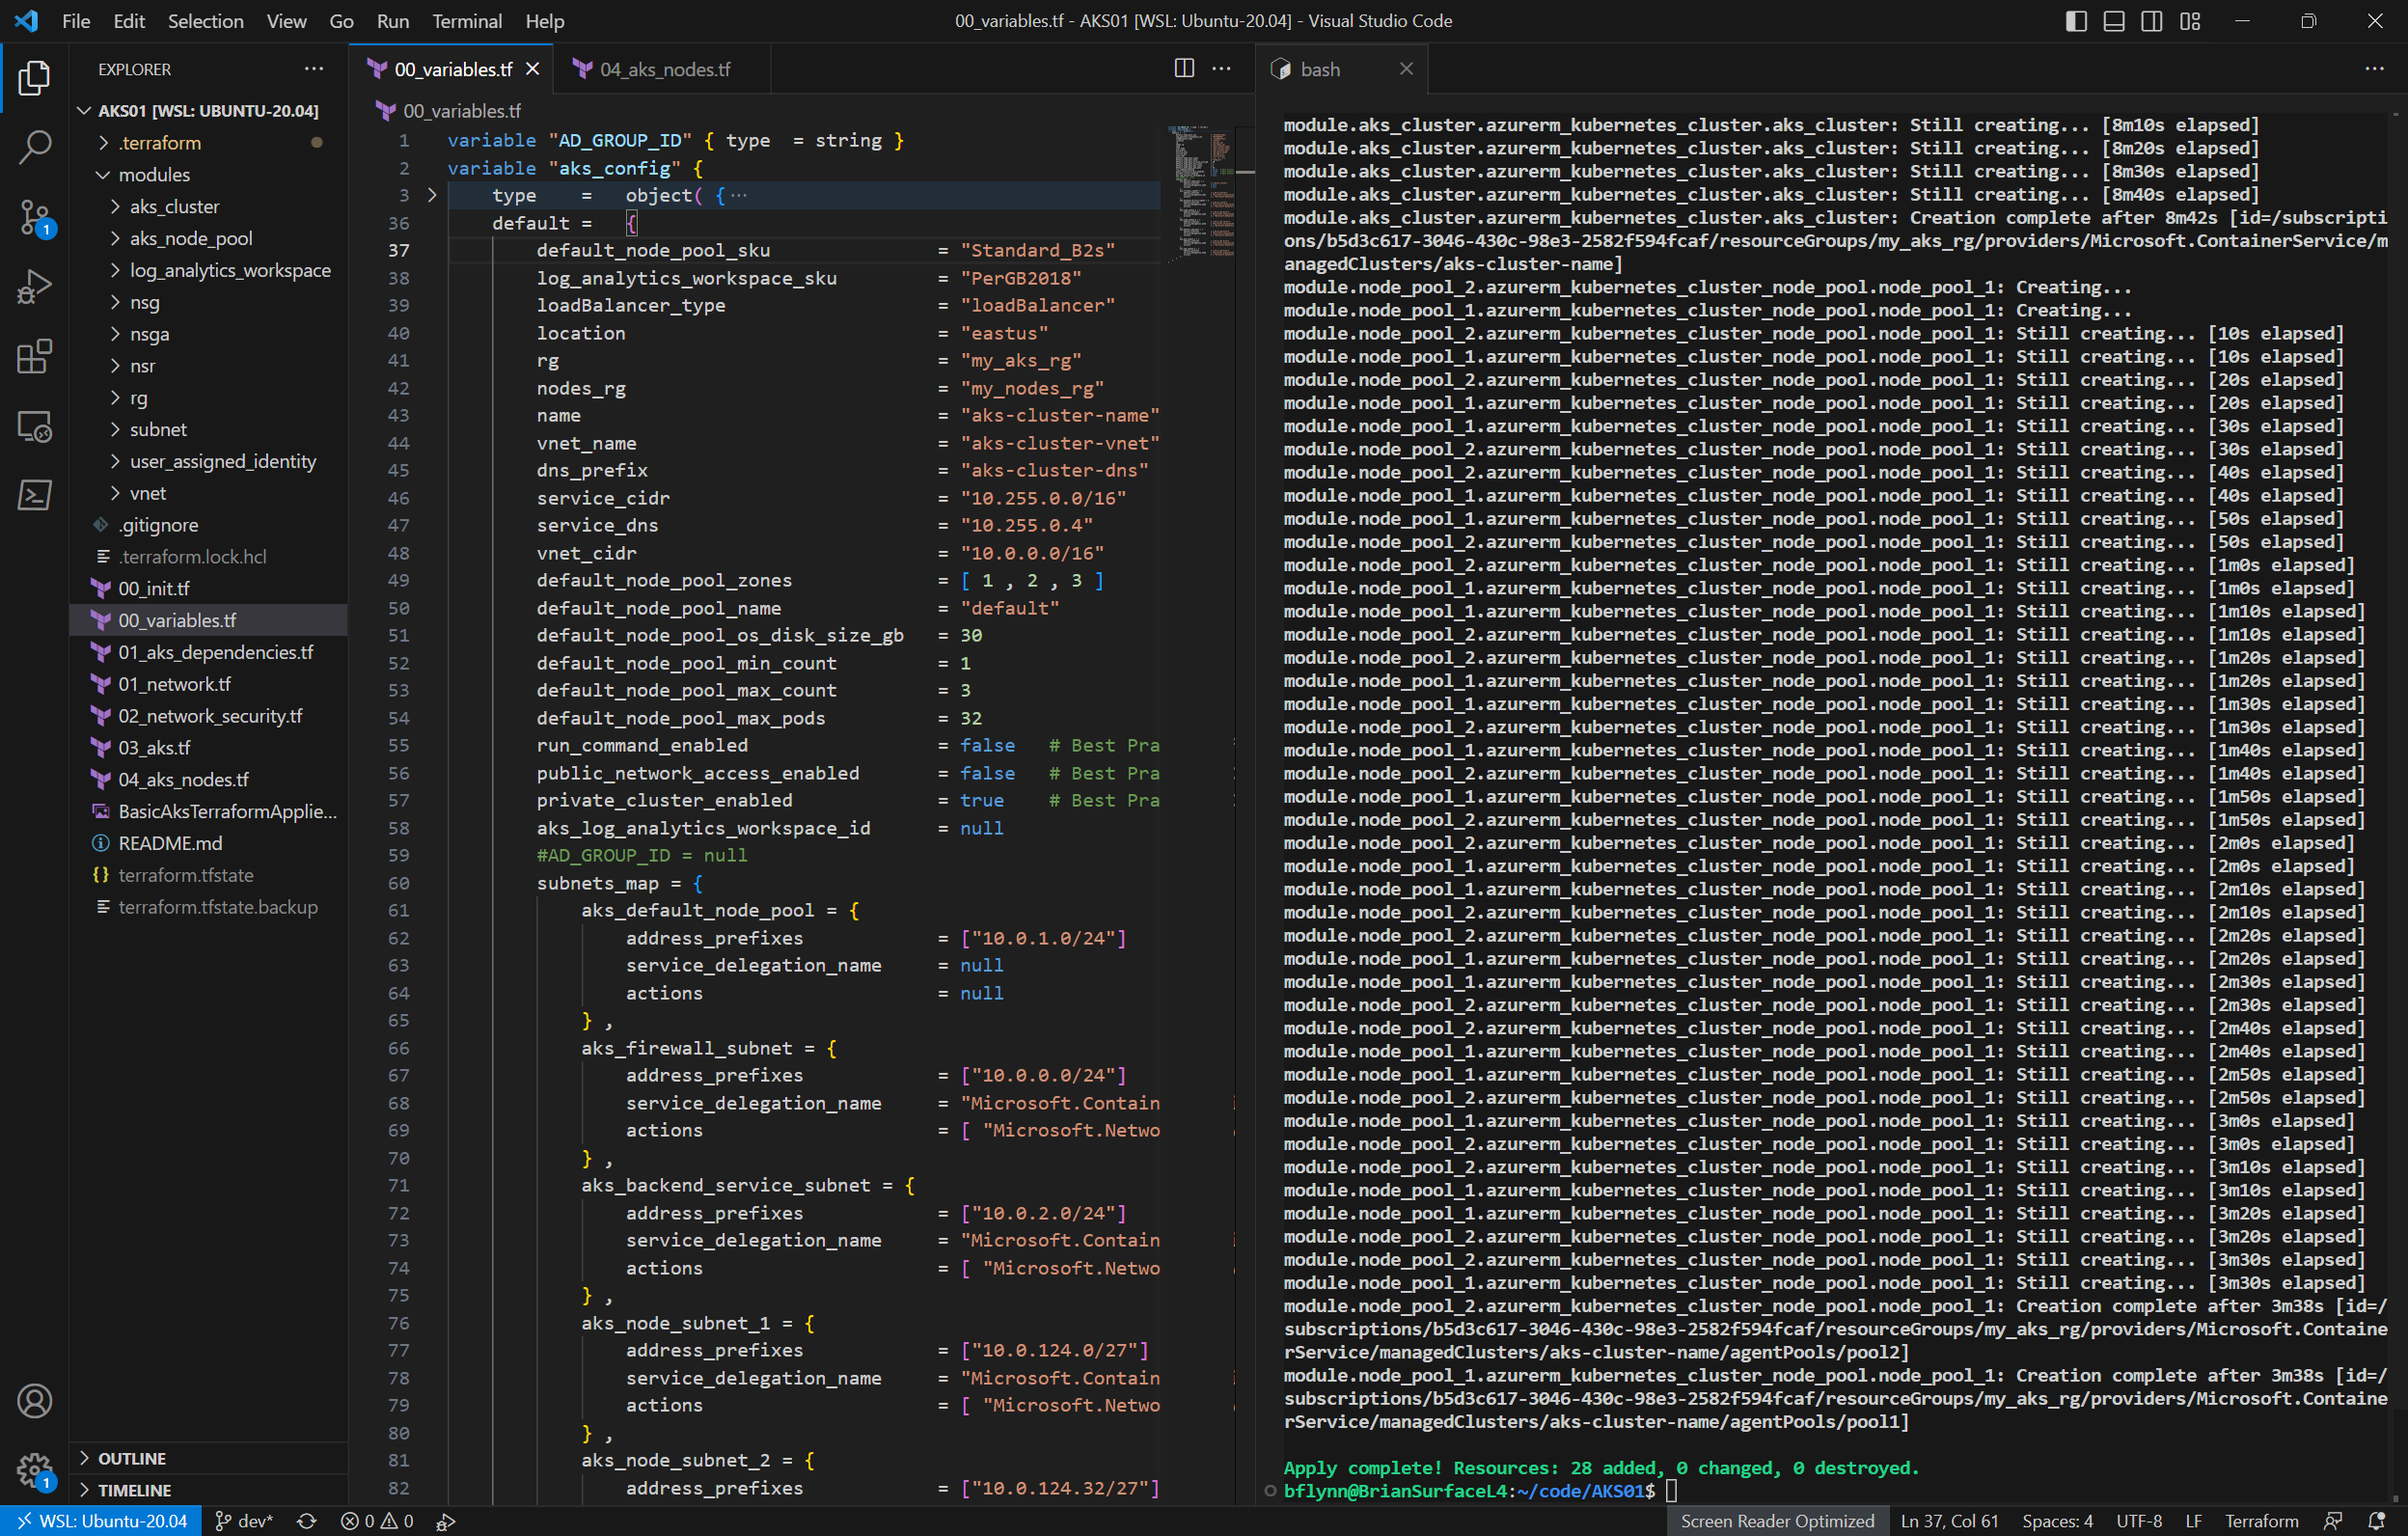 File Edit Selection View Go Run Terminal Help
00_variables.tf - AKS01 [WSL: Ubuntu-20.04] - Visual Studio Code
EXPLORER
AKS01 [WSL: UBUNTU-20.04]
.terraform
modules
aks_cluster
aks_node_pool
log_analytics_workspace
nsg
nsga
nsr
rg
subnet
user_assigned_identity
vnet
.gitignore
.terraform.lock.hcl
00_init.tf
00_variables.tf
01_aks_dependencies.tf
01_network.tf
02_network_security.tf
03_aks.tf
04_aks_nodes.tf
BasicAksTerraformApplie...
README.md
terraform.tfstate
terraform.tfstate.backup
OUTLINE
TIMELINE
1
1
00_variables.tf
04_aks_nodes.tf
00_variables.tf
1 variable "AD_GROUP_ID" { type = string }
2 variable "aks_config" {
3 type = object( { ···
36 default = {
37 default_node_pool_sku = "Standard_B2s"
38 log_analytics_workspace_sku = "PerGB2018"
39 loadBalancer_type = "loadBalancer"
40 location = "eastus"
41 rg = "my_aks_rg"
42 nodes_rg = "my_nodes_rg"
43 name = "aks-cluster-name"
44 vnet_name = "aks-cluster-vnet"
45 dns_prefix = "aks-cluster-dns"
46 service_cidr = "10.255.0.0/16"
47 service_dns = "10.255.0.4"
48 vnet_cidr = "10.0.0.0/16"
49 default_node_pool_zones = [ 1 , 2 , 3 ]
50 default_node_pool_name = "default"
51 default_node_pool_os_disk_size_gb = 30
52 default_node_pool_min_count = 1
53 default_node_pool_max_count = 3
54 default_node_pool_max_pods = 32
55 run_command_enabled = false # Best Pra
56 public_network_access_enabled = false # Best Pra
57 private_cluster_enabled = true # Best Pra
58 aks_log_analytics_workspace_id = null
59 #AD_GROUP_ID = null
60 subnets_map = {
61 aks_default_node_pool = {
62 address_prefixes = ["10.0.1.0/24"]
63 service_delegation_name = null
64 actions = null
65 } ,
66 aks_firewall_subnet = {
67 address_prefixes = ["10.0.0.0/24"]
68 service_delegation_name = "Microsoft.Contain
69 actions = [ "Microsoft.Netwo
70 } ,
71 aks_backend_service_subnet = {
72 address_prefixes = ["10.0.2.0/24"]
73 service_delegation_name = "Microsoft.Contain
74 actions = [ "Microsoft.Netwo
75 } ,
76 aks_node_subnet_1 = {
77 address_prefixes = ["10.0.124.0/27"]
78 service_delegation_name = "Microsoft.Contain
79 actions = [ "Microsoft.Netwo
80 } ,
81 aks_node_subnet_2 = {
82 address_prefixes = ["10.0.124.32/27"]
bash
module.aks_cluster.azurerm_kubernetes_cluster.aks_cluster: Still creating... [8m10s elapsed]
module.aks_cluster.azurerm_kubernetes_cluster.aks_cluster: Still creating... [8m20s elapsed]
module.aks_cluster.azurerm_kubernetes_cluster.aks_cluster: Still creating... [8m30s elapsed]
module.aks_cluster.azurerm_kubernetes_cluster.aks_cluster: Still creating... [8m40s elapsed]
module.aks_cluster.azurerm_kubernetes_cluster.aks_cluster: Creation complete after 8m42s [id=/subscripti
ons/b5d3c617-3046-430c-98e3-2582f594fcaf/resourceGroups/my_aks_rg/providers/Microsoft.ContainerService/m
anagedClusters/aks-cluster-name]
module.node_pool_2.azurerm_kubernetes_cluster_node_pool.node_pool_1: Creating...
module.node_pool_1.azurerm_kubernetes_cluster_node_pool.node_pool_1: Creating...
module.node_pool_2.azurerm_kubernetes_cluster_node_pool.node_pool_1: Still creating... [10s elapsed]
module.node_pool_1.azurerm_kubernetes_cluster_node_pool.node_pool_1: Still creating... [10s elapsed]
module.node_pool_2.azurerm_kubernetes_cluster_node_pool.node_pool_1: Still creating... [20s elapsed]
module.node_pool_1.azurerm_kubernetes_cluster_node_pool.node_pool_1: Still creating... [20s elapsed]
module.node_pool_1.azurerm_kubernetes_cluster_node_pool.node_pool_1: Still creating... [30s elapsed]
module.node_pool_2.azurerm_kubernetes_cluster_node_pool.node_pool_1: Still creating... [30s elapsed]
module.node_pool_2.azurerm_kubernetes_cluster_node_pool.node_pool_1: Still creating... [40s elapsed]
module.node_pool_1.azurerm_kubernetes_cluster_node_pool.node_pool_1: Still creating... [40s elapsed]
module.node_pool_1.azurerm_kubernetes_cluster_node_pool.node_pool_1: Still creating... [50s elapsed]
module.node_pool_2.azurerm_kubernetes_cluster_node_pool.node_pool_1: Still creating... [50s elapsed]
module.node_pool_2.azurerm_kubernetes_cluster_node_pool.node_pool_1: Still creating... [1m0s elapsed]
module.node_pool_1.azurerm_kubernetes_cluster_node_pool.node_pool_1: Still creating... [1m0s elapsed]
module.node_pool_1.azurerm_kubernetes_cluster_node_pool.node_pool_1: Still creating... [1m10s elapsed]
module.node_pool_2.azurerm_kubernetes_cluster_node_pool.node_pool_1: Still creating... [1m10s elapsed]
module.node_pool_2.azurerm_kubernetes_cluster_node_pool.node_pool_1: Still creating... [1m20s elapsed]
module.node_pool_1.azurerm_kubernetes_cluster_node_pool.node_pool_1: Still creating... [1m20s elapsed]
module.node_pool_1.azurerm_kubernetes_cluster_node_pool.node_pool_1: Still creating... [1m30s elapsed]
module.node_pool_2.azurerm_kubernetes_cluster_node_pool.node_pool_1: Still creating... [1m30s elapsed]
module.node_pool_1.azurerm_kubernetes_cluster_node_pool.node_pool_1: Still creating... [1m40s elapsed]
module.node_pool_2.azurerm_kubernetes_cluster_node_pool.node_pool_1: Still creating... [1m40s elapsed]
module.node_pool_1.azurerm_kubernetes_cluster_node_pool.node_pool_1: Still creating... [1m50s elapsed]
module.node_pool_2.azurerm_kubernetes_cluster_node_pool.node_pool_1: Still creating... [1m50s elapsed]
module.node_pool_2.azurerm_kubernetes_cluster_node_pool.node_pool_1: Still creating... [2m0s elapsed]
module.node_pool_1.azurerm_kubernetes_cluster_node_pool.node_pool_1: Still creating... [2m0s elapsed]
module.node_pool_1.azurerm_kubernetes_cluster_node_pool.node_pool_1: Still creating... [2m10s elapsed]
module.node_pool_2.azurerm_kubernetes_cluster_node_pool.node_pool_1: Still creating... [2m10s elapsed]
module.node_pool_2.azurerm_kubernetes_cluster_node_pool.node_pool_1: Still creating... [2m20s elapsed]
module.node_pool_1.azurerm_kubernetes_cluster_node_pool.node_pool_1: Still creating... [2m20s elapsed]
module.node_pool_1.azurerm_kubernetes_cluster_node_pool.node_pool_1: Still creating... [2m30s elapsed]
module.node_pool_2.azurerm_kubernetes_cluster_node_pool.node_pool_1: Still creating... [2m30s elapsed]
module.node_pool_2.azurerm_kubernetes_cluster_node_pool.node_pool_1: Still creating... [2m40s elapsed]
module.node_pool_1.azurerm_kubernetes_cluster_node_pool.node_pool_1: Still creating... [2m40s elapsed]
module.node_pool_1.azurerm_kubernetes_cluster_node_pool.node_pool_1: Still creating... [2m50s elapsed]
module.node_pool_2.azurerm_kubernetes_cluster_node_pool.node_pool_1: Still creating... [2m50s elapsed]
module.node_pool_1.azurerm_kubernetes_cluster_node_pool.node_pool_1: Still creating... [3m0s elapsed]
module.node_pool_2.azurerm_kubernetes_cluster_node_pool.node_pool_1: Still creating... [3m0s elapsed]
module.node_pool_2.azurerm_kubernetes_cluster_node_pool.node_pool_1: Still creating... [3m10s elapsed]
module.node_pool_1.azurerm_kubernetes_cluster_node_pool.node_pool_1: Still creating... [3m10s elapsed]
module.node_pool_1.azurerm_kubernetes_cluster_node_pool.node_pool_1: Still creating... [3m20s elapsed]
module.node_pool_2.azurerm_kubernetes_cluster_node_pool.node_pool_1: Still creating... [3m20s elapsed]
module.node_pool_2.azurerm_kubernetes_cluster_node_pool.node_pool_1: Still creating... [3m30s elapsed]
module.node_pool_1.azurerm_kubernetes_cluster_node_pool.node_pool_1: Still creating... [3m30s elapsed]
module.node_pool_2.azurerm_kubernetes_cluster_node_pool.node_pool_1: Creation complete after 3m38s [id=/
subscriptions/b5d3c617-3046-430c-98e3-2582f594fcaf/resourceGroups/my_aks_rg/providers/Microsoft.Containe
rService/managedClusters/aks-cluster-name/agentPools/pool2]
module.node_pool_1.azurerm_kubernetes_cluster_node_pool.node_pool_1: Creation complete after 3m38s [id=/
subscriptions/b5d3c617-3046-430c-98e3-2582f594fcaf/resourceGroups/my_aks_rg/providers/Microsoft.Containe
rService/managedClusters/aks-cluster-name/agentPools/pool1]
Apply complete! Resources: 28 added, 0 changed, 0 destroyed.
bflynn@BrianSurfaceL4:~/code/AKS01$
WSL: Ubuntu-20.04 dev* 0 0 Screen Reader Optimized Ln 37, Col 61 Spaces: 4 UTF-8 LF Terraform